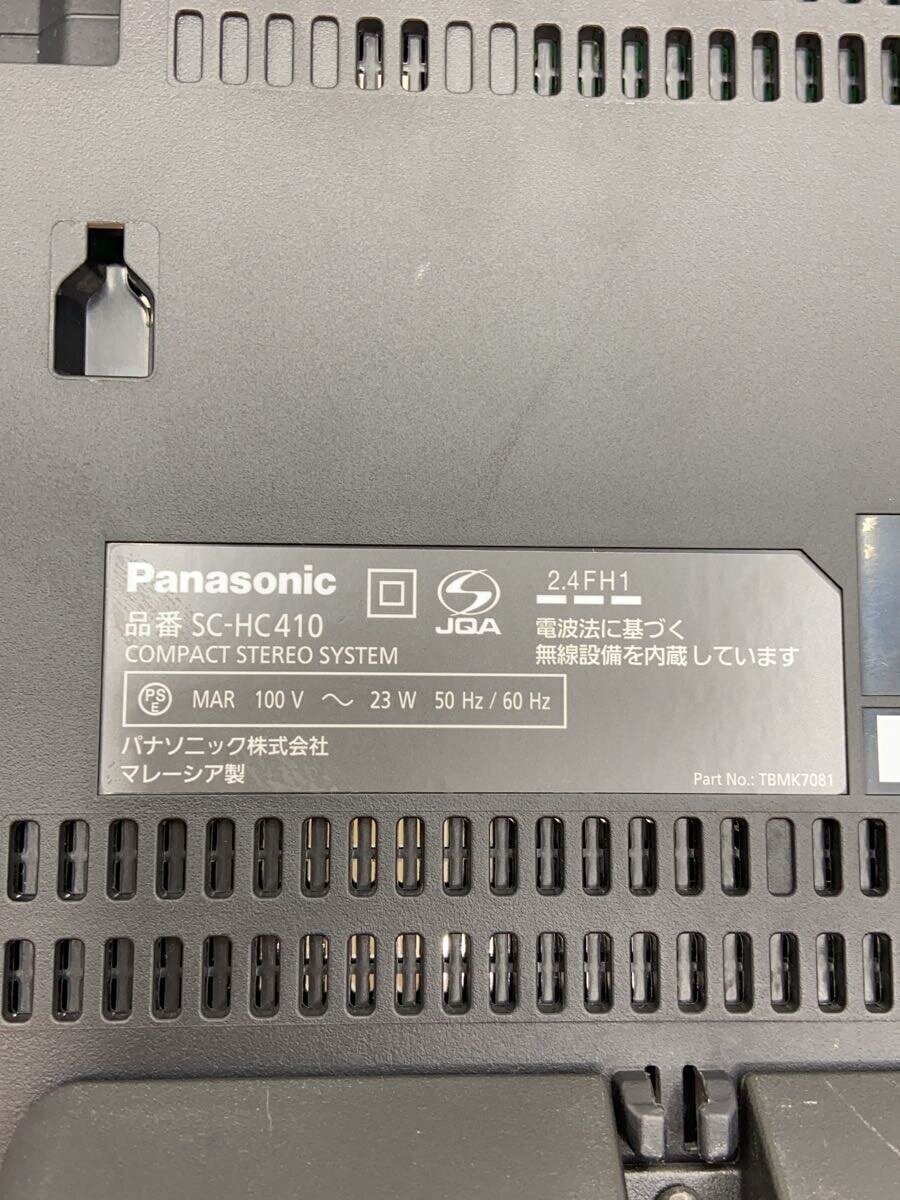 Panasonic
品番 SC-HC410
COMPACT STEREO SYSTEM
JQA
2.4FH1
電波法に基づく
無線設備を内蔵しています
PS E MAR 100 V ～ 23 W 50 Hz / 60 Hz
パナソニック株式会社
マレーシア製
Part No.: TBMK7081